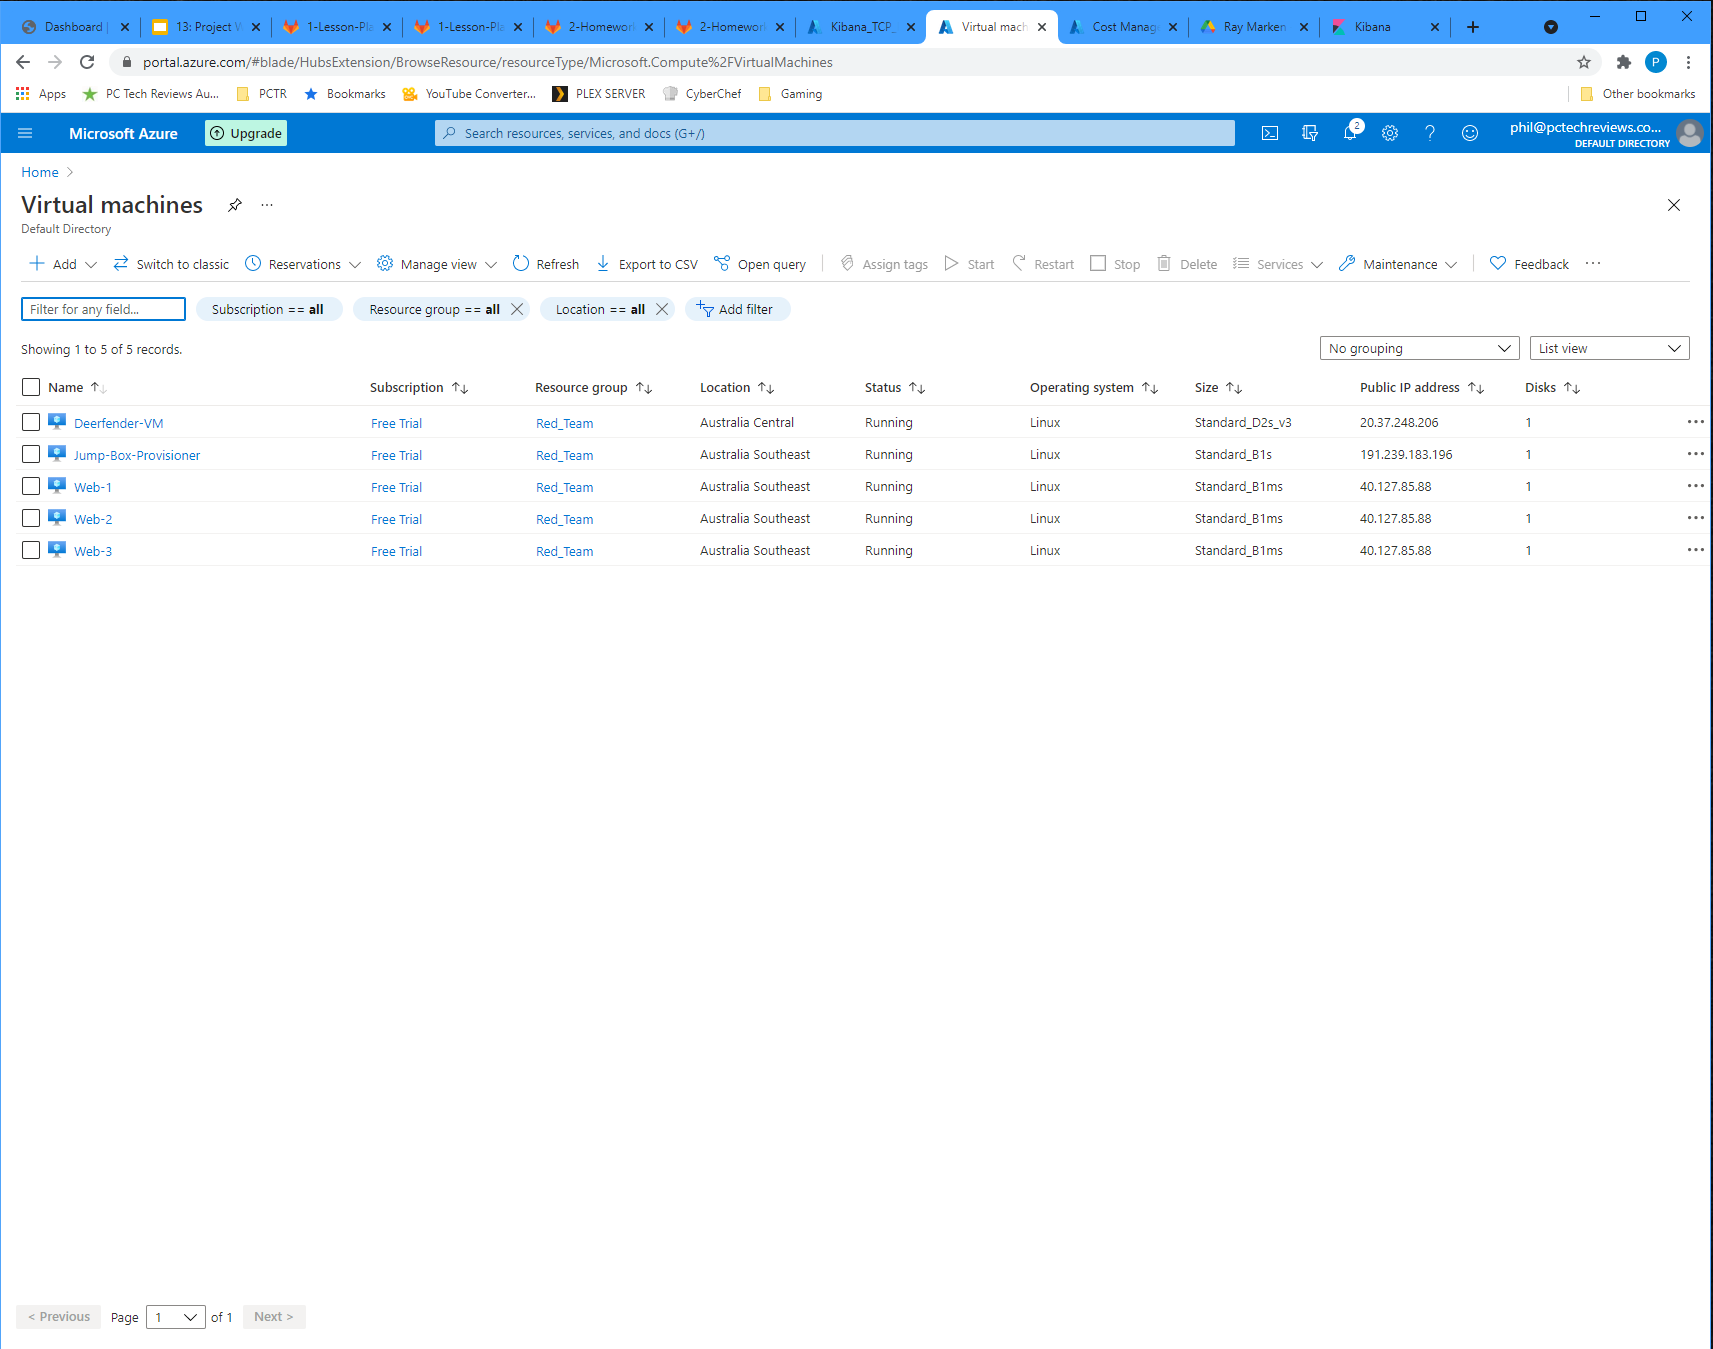 Dashboard |
13: Project W
1-Lesson-Pla
1-Lesson-Pla
2-Homework
2-Homework
Kibana_TCP_
Virtual mach
Cost Manage
Ray Marken
Kibana
portal.azure.com/#blade/HubsExtension/BrowseResource/resourceType/Microsoft.Compute%2FVirtualMachines
P
Apps
PC Tech Reviews Au...
PCTR
Bookmarks
YouTube Converter...
PLEX SERVER
CyberChef
Gaming
Other bookmarks
Microsoft Azure
Upgrade
Search resources, services, and docs (G+/)
2
phil@pctechreviews.co...
DEFAULT DIRECTORY
Home >
Virtual machines
...
Default Directory
Add
Switch to classic
Reservations
Manage view
Refresh
Export to CSV
Open query
Assign tags
Start
Restart
Stop
Delete
Services
Maintenance
Feedback
...
Filter for any field...
Subscription == all
Resource group == all
Location == all
Add filter
Showing 1 to 5 of 5 records.
No grouping
List view
Name Subscription Resource group Location Status Operating system Size Public IP address Disks
Deerfender-VM Free Trial Red_Team Australia Central Running Linux Standard_D2s_v3 20.37.248.206 1
Jump-Box-Provisioner Free Trial Red_Team Australia Southeast Running Linux Standard_B1s 191.239.183.196 1
Web-1 Free Trial Red_Team Australia Southeast Running Linux Standard_B1ms 40.127.85.88 1
Web-2 Free Trial Red_Team Australia Southeast Running Linux Standard_B1ms 40.127.85.88 1
Web-3 Free Trial Red_Team Australia Southeast Running Linux Standard_B1ms 40.127.85.88 1
< Previous Page 1 of 1 Next >